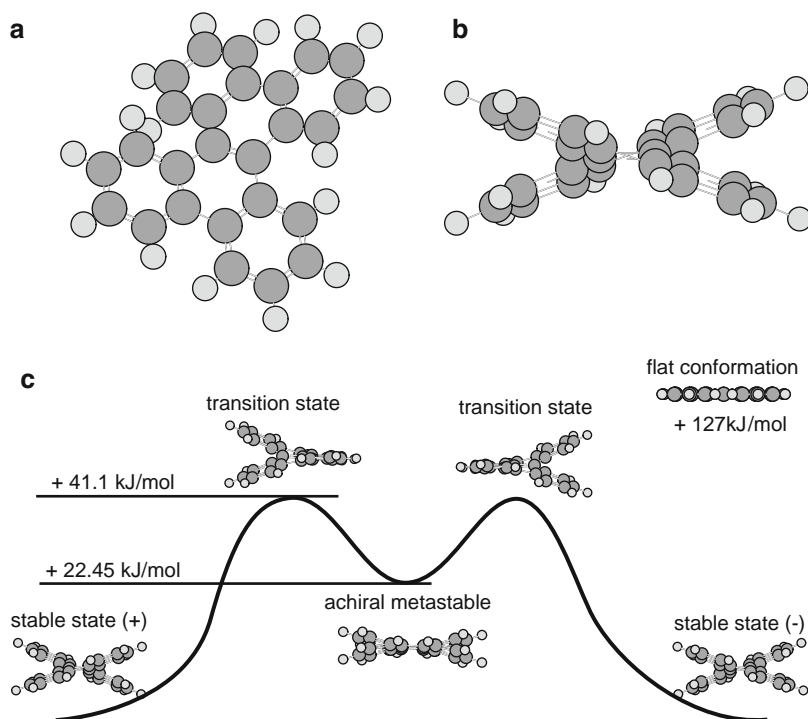 a
b
c
flat conformation
+ 127kJ/mol
transition state
transition state
+ 41.1 kJ/mol
+ 22.45 kJ/mol
achiral metastable
stable state (+)
stable state (-)